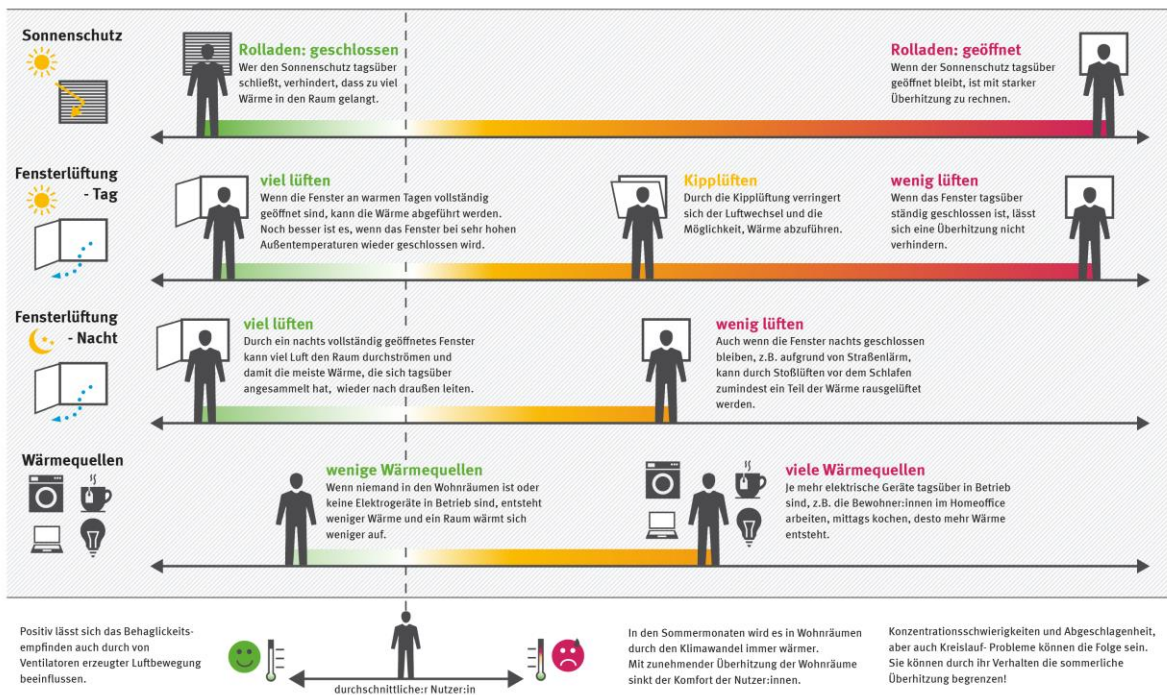 Sonnenschutz
Rolladen: geschlossen
Wer den Sonnenschutz tagsüber
schließt, verhindert, dass zu viel
Wärme in den Raum gelangt.
Rolladen: geöffnet
Wenn der Sonnenschutz tagsüber
geöffnet bleibt, ist mit starker
Überhitzung zu rechnen.
Fensterlüftung
- Tag
viel lüften
Wenn die Fenster an warmen Tagen vollständig
geöffnet sind, kann die Wärme abgeführt werden.
Noch besser ist es, wenn das Fenster bei sehr hohen
Außentemperaturen wieder geschlossen wird.
Kipplüften
Durch die Kipplüftung verringert
sich der Luftwechsel und die
Möglichkeit, Wärme abzuführen.
wenig lüften
Wenn das Fenster tagsüber
ständig geschlossen ist, lässt
sich eine Überhitzung nicht
verhindern.
Fensterlüftung
- Nacht
viel lüften
Durch ein nachts vollständig geöffnetes Fenster
kann viel Luft den Raum durchströmen und
damit die meiste Wärme, die sich tagsüber
angesammelt hat, wieder nach draußen leiten.
wenig lüften
Auch wenn die Fenster nachts geschlossen
bleiben, z.B. aufgrund von Straßenlärm,
kann durch Stoßlüften vor dem Schlafen
zumindest ein Teil der Wärme rausgelüftet
werden.
Wärmequellen
wenige Wärmequellen
Wenn niemand in den Wohnräumen ist oder
keine Elektrogeräte in Betrieb sind, entsteht
weniger Wärme und ein Raum wärmt sich
weniger auf.
viele Wärmequellen
Je mehr elektrische Geräte tagsüber in Betrieb
sind, z.B. die Bewohner:innen im Homeoffice
arbeiten, mittags kochen, desto mehr Wärme
entsteht.
Positiv lässt sich das Behaglickeits-
empfinden auch durch von
Ventilatoren erzeugter Luftbewegung
beeinflussen.
durchschnittliche:r Nutzer:in
In den Sommermonaten wird es in Wohnräumen
durch den Klimawandel immer wärmer.
Mit zunehmender Überhitzung der Wohnräume
sinkt der Komfort der Nutzer:innen.
Konzentrationsschwierigkeiten und Abgeschlagenheit,
aber auch Kreislauf- Probleme können die Folge sein.
Sie können durch ihr Verhalten die sommerliche
Überhitzung begrenzen!